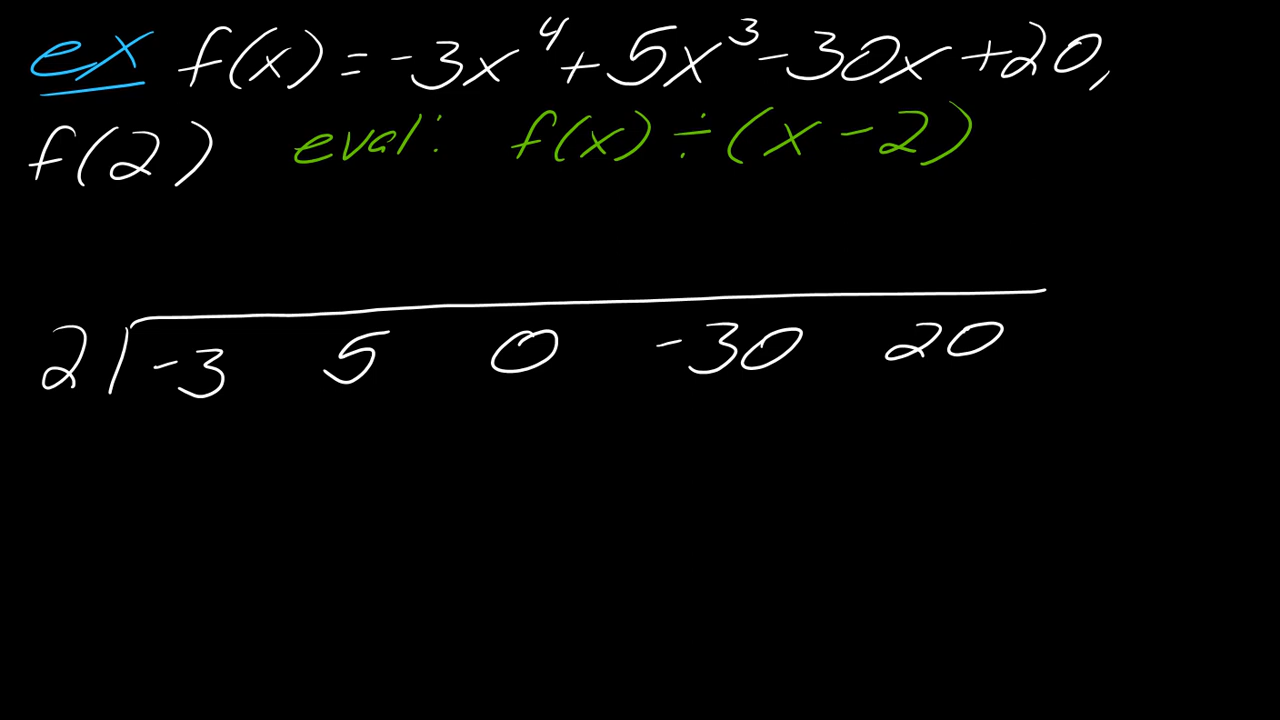 ex f(x) = -3x⁴ + 5x³ - 30x + 20,
f(2) eval: f(x) ÷ (x - 2)
2 | -3 5 0 -30 20